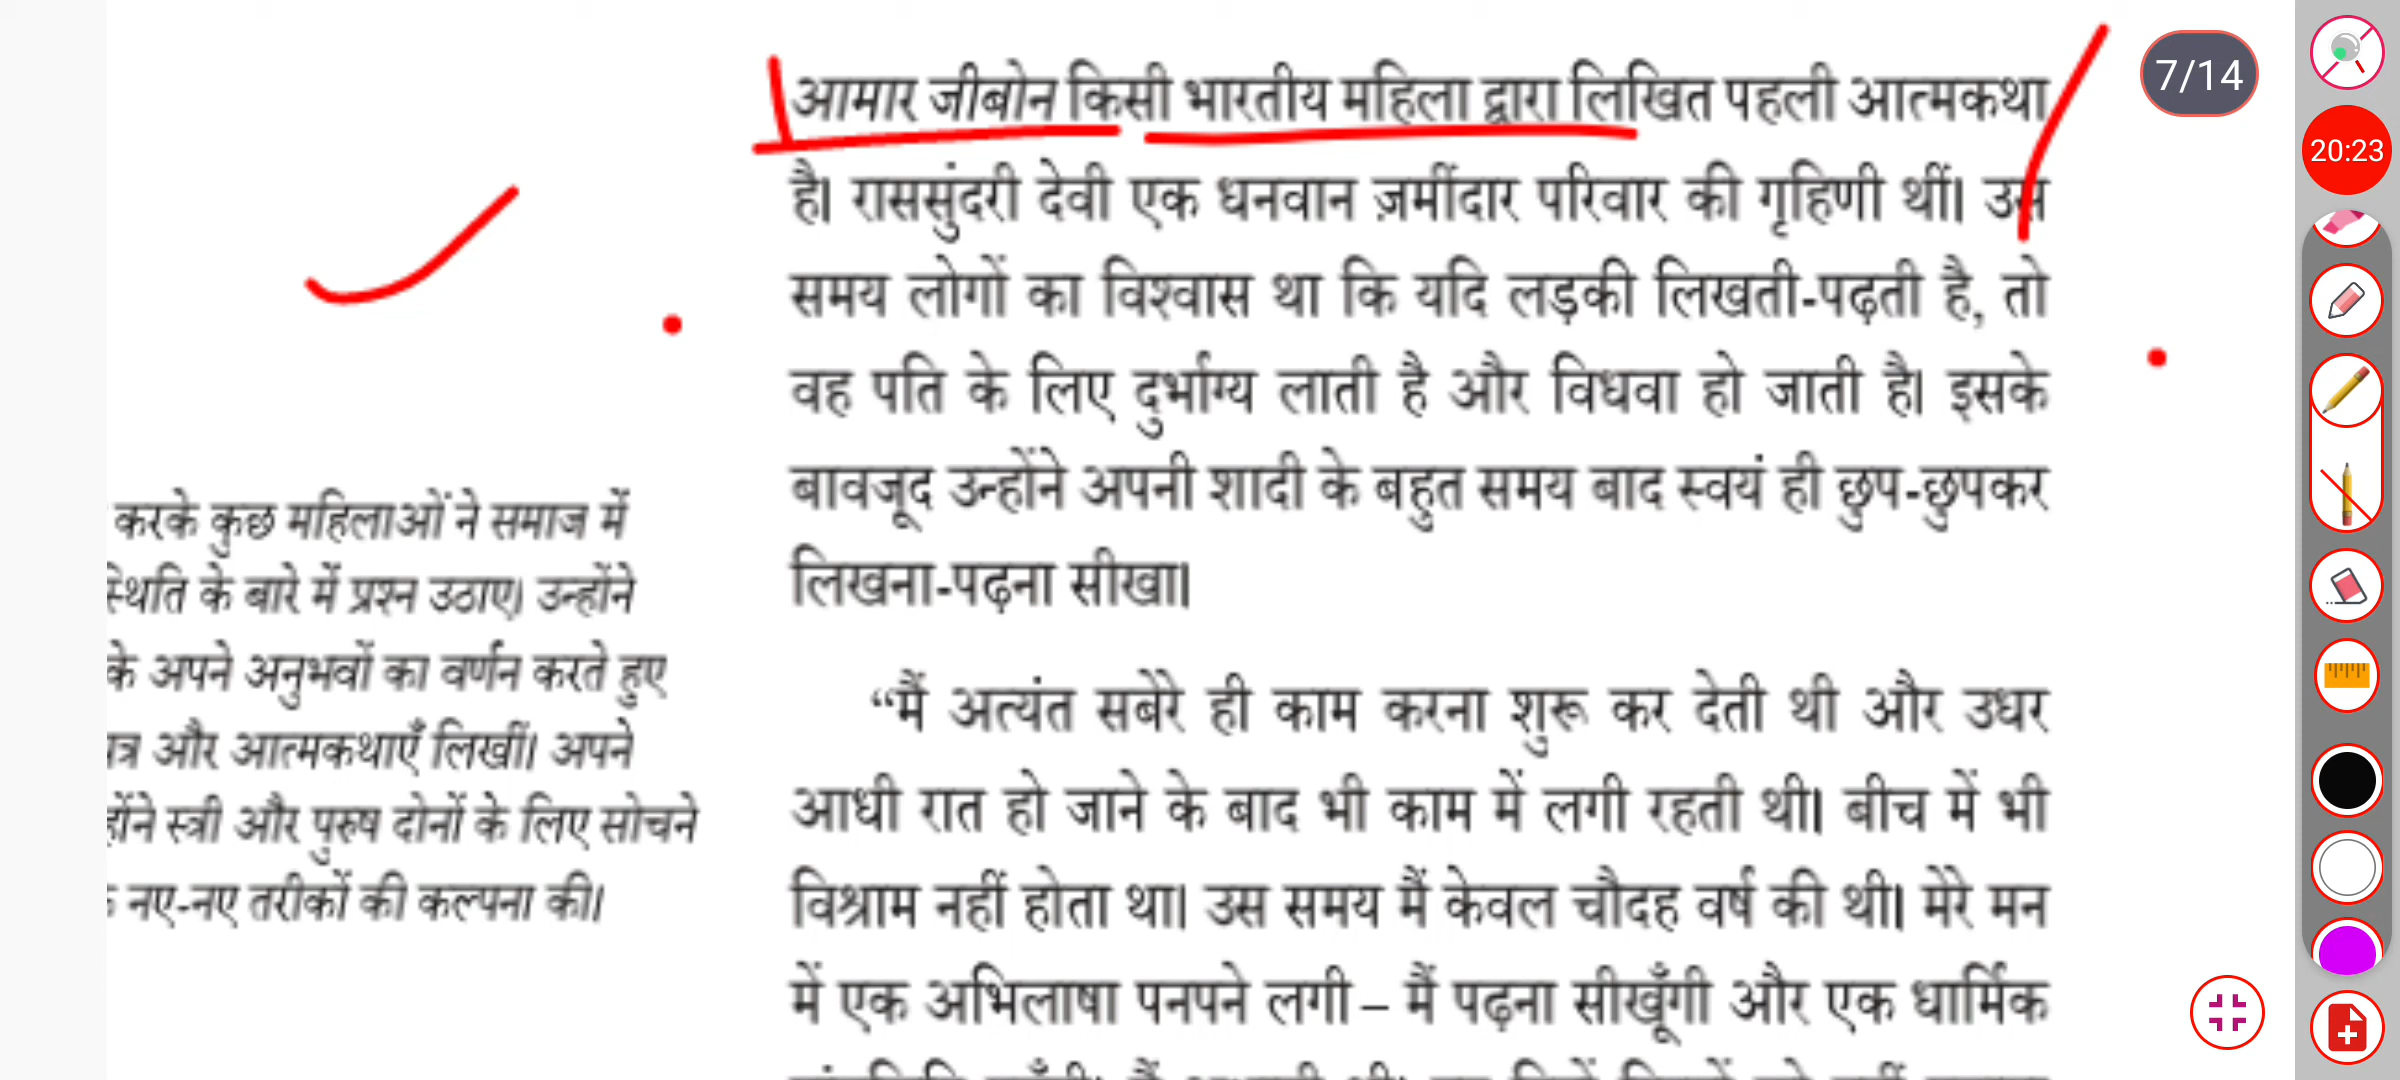 आमार जीबोन किसी भारतीय महिला द्वारा लिखित पहली आत्मकथा
है। राससुंदरी देवी एक धनवान ज़मींदार परिवार की गृहिणी थीं। उस
समय लोगों का विश्वास था कि यदि लड़की लिखती-पढ़ती है, तो
वह पति के लिए दुर्भाग्य लाती है और विधवा हो जाती है। इसके
बावजूद उन्होंने अपनी शादी के बहुत समय बाद स्वयं ही छुप-छुपकर
लिखना-पढ़ना सीखा।
“मैं अत्यंत सबेरे ही काम करना शुरू कर देती थी और उधर
आधी रात हो जाने के बाद भी काम में लगी रहती थी। बीच में भी
विश्राम नहीं होता था। उस समय मैं केवल चौदह वर्ष की थी। मेरे मन
में एक अभिलाषा पनपने लगी – मैं पढ़ना सीखूँगी और एक धार्मिक
करके कुछ महिलाओं ने समाज में
स्थिति के बारे में प्रश्न उठाए। उन्होंने
के अपने अनुभवों का वर्णन करते हुए
और आत्मकथाएँ लिखीं। अपने
स्त्री और पुरुष दोनों के लिए सोचने
नए-नए तरीकों की कल्पना की।
7/14
20:23